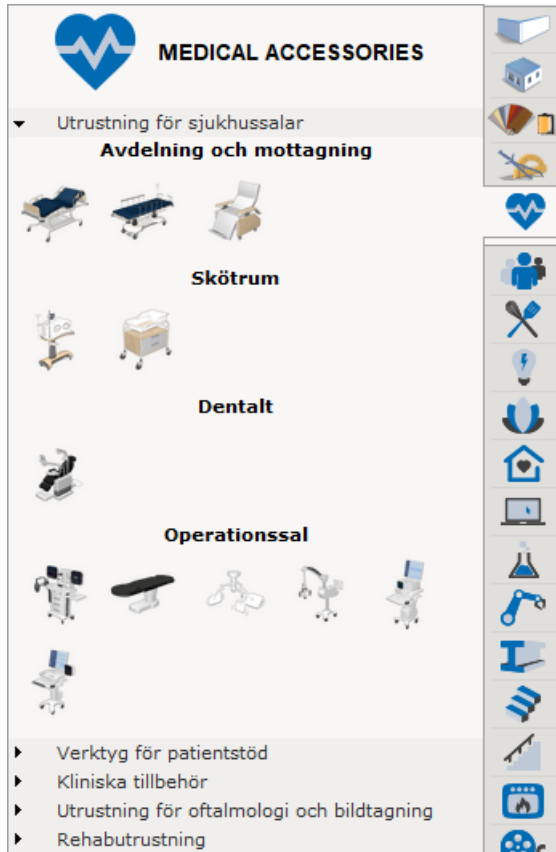 MEDICAL ACCESSORIES
Utrustning för sjukhussalar
Avdelning och mottagning
Skötrum
Dentalt
Operationssal
Verktyg för patientstöd
Kliniska tillbehör
Utrustning för oftalmologi och bildtagning
Rehabutrustning